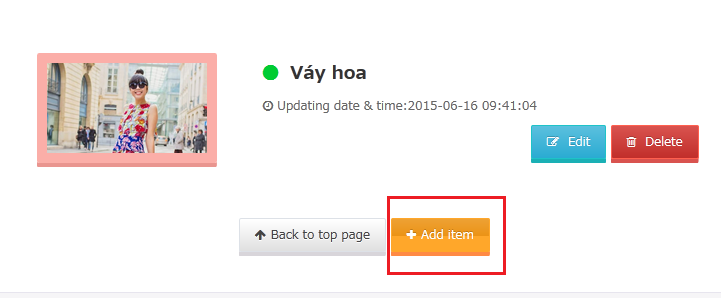 Váy hoa
Updating date & time:2015-06-16 09:41:04
Edit Delete
Back to top page Add item